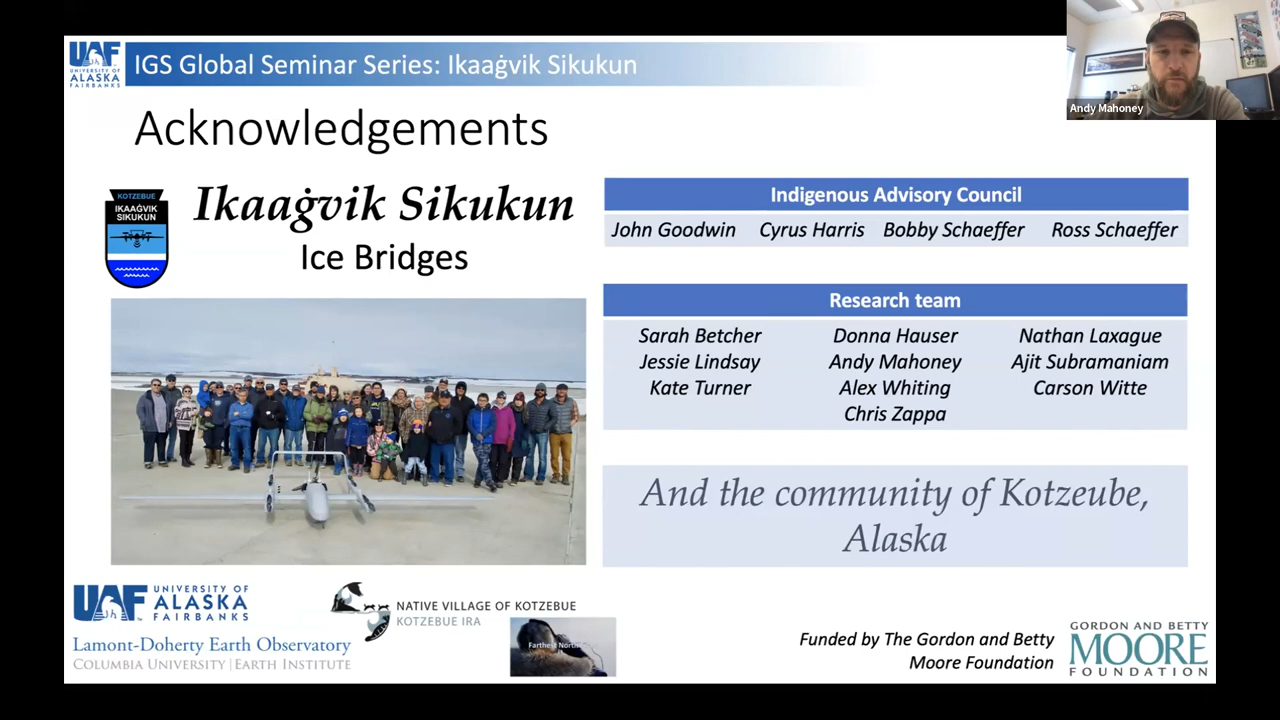 UAF
UNIVERSITY OF
ALASKA
FAIRBANKS
IGS Global Seminar Series: Ikaaġvik Sikukun
Andy Mahoney
Acknowledgements
KOTZEBUE
IKAAĠVIK
SIKUKUN
Ikaaġvik Sikukun
Ice Bridges
Indigenous Advisory Council
John Goodwin Cyrus Harris Bobby Schaeffer Ross Schaeffer
Research team
Sarah Betcher Donna Hauser Nathan Laxague
Jessie Lindsay Andy Mahoney Ajit Subramaniam
Kate Turner Alex Whiting Carson Witte
Chris Zappa
And the community of Kotzeube,
Alaska
UAF
UNIVERSITY OF
ALASKA
FAIRBANKS
Lamont-Doherty Earth Observatory
COLUMBIA UNIVERSITY | EARTH INSTITUTE
NATIVE VILLAGE OF KOTZEBUE
KOTZEBUE IRA
Farthest North
Funded by The Gordon and Betty
Moore Foundation
GORDON AND BETTY
MOORE
FOUNDATION